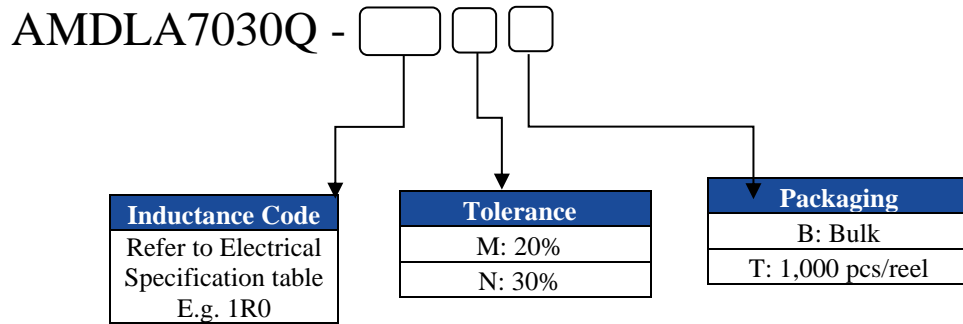 AMDLA7030Q -
Inductance Code
Refer to Electrical
Specification table
E.g. 1R0
Tolerance
M: 20%
N: 30%
Packaging
B: Bulk
T: 1,000 pcs/reel